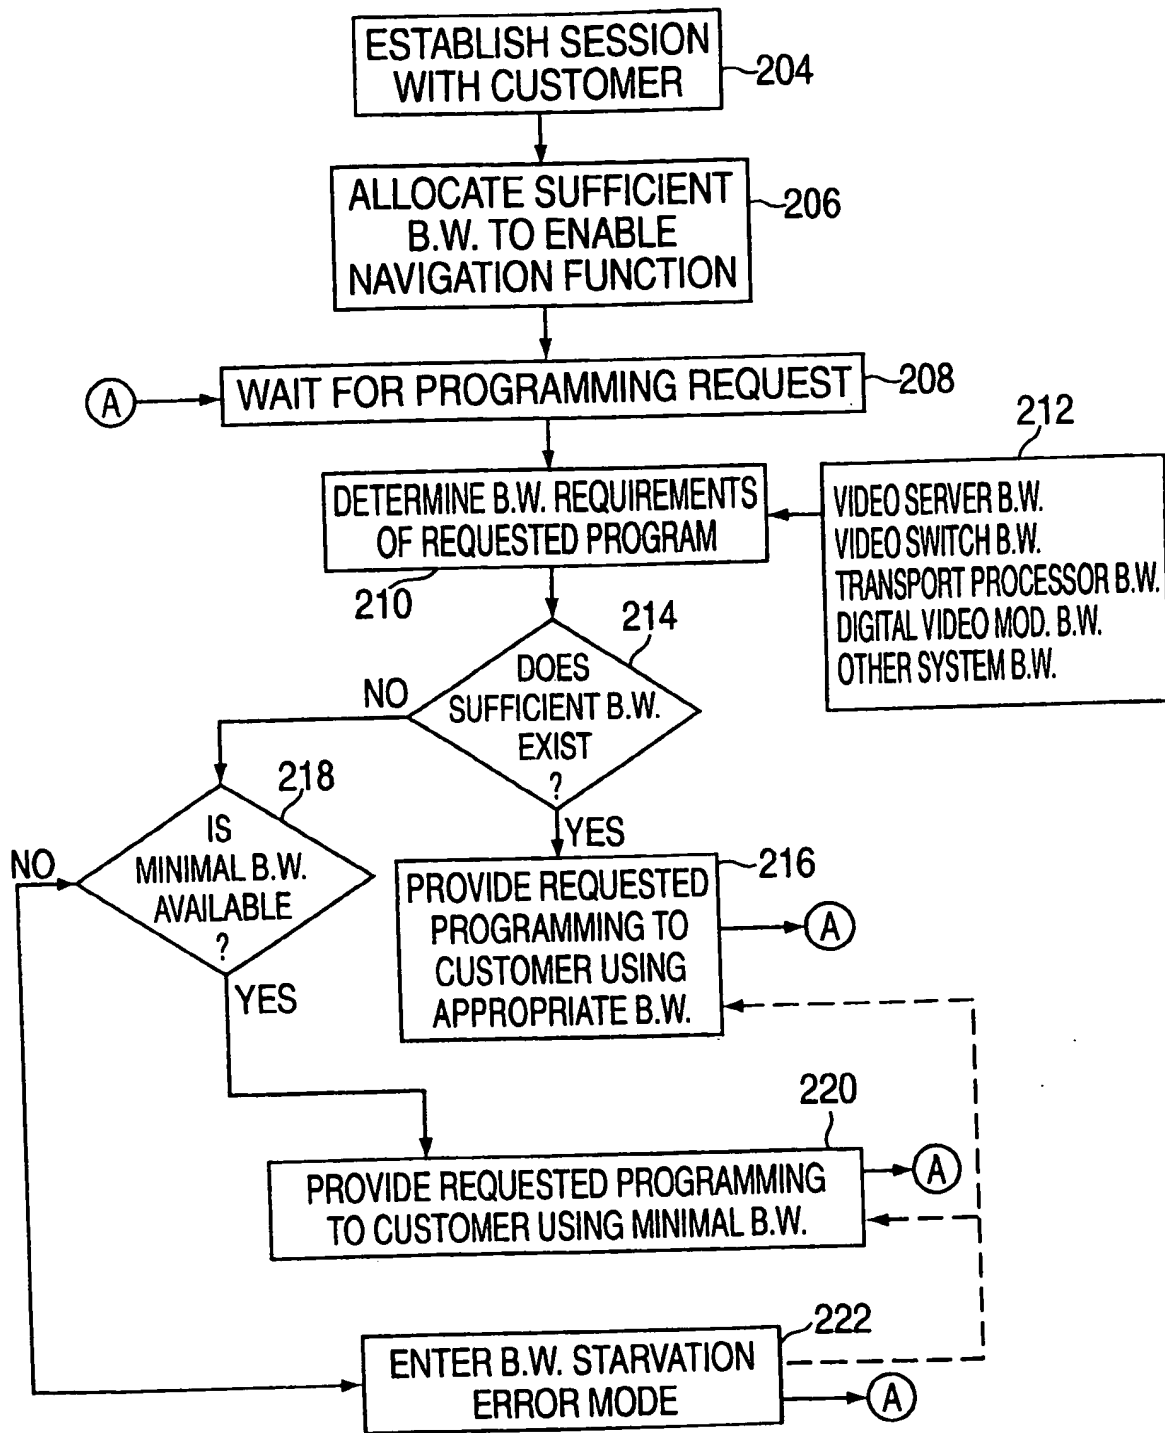 ESTABLISH SESSION
WITH CUSTOMER
204
ALLOCATE SUFFICIENT
B.W. TO ENABLE
NAVIGATION FUNCTION
206
A
WAIT FOR PROGRAMMING REQUEST
208
DETERMINE B.W. REQUIREMENTS
OF REQUESTED PROGRAM
210
212
VIDEO SERVER B.W.
VIDEO SWITCH B.W.
TRANSPORT PROCESSOR B.W.
DIGITAL VIDEO MOD. B.W.
OTHER SYSTEM B.W.
214
DOES
SUFFICIENT B.W.
EXIST
?
NO
YES
218
IS
MINIMAL B.W.
AVAILABLE
?
NO
YES
216
PROVIDE REQUESTED
PROGRAMMING TO
CUSTOMER USING
APPROPRIATE B.W.
A
220
PROVIDE REQUESTED PROGRAMMING
TO CUSTOMER USING MINIMAL B.W.
A
222
ENTER B.W. STARVATION
ERROR MODE
A